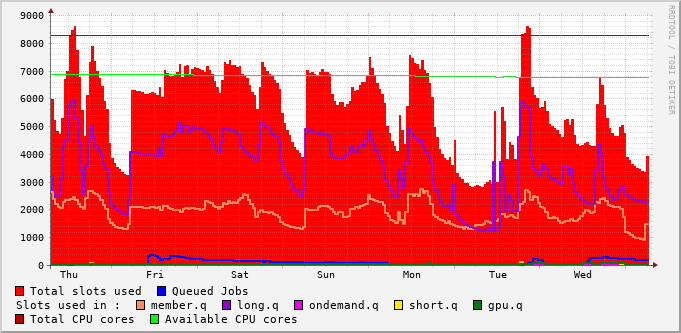 9000
8000
7000
6000
5000
4000
3000
2000
1000
0
Thu Fri Sat Sun Mon Tue Wed
RRDTOOL / TOBI OETIKER
Total slots used Queued Jobs
Slots used in : member.q long.q ondemand.q short.q gpu.q
Total CPU cores Available CPU cores